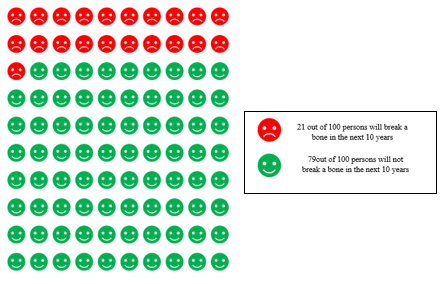 21 out of 100 persons will break a
bone in the next 10 years
79out of 100 persons will not
break a bone in the next 10 years